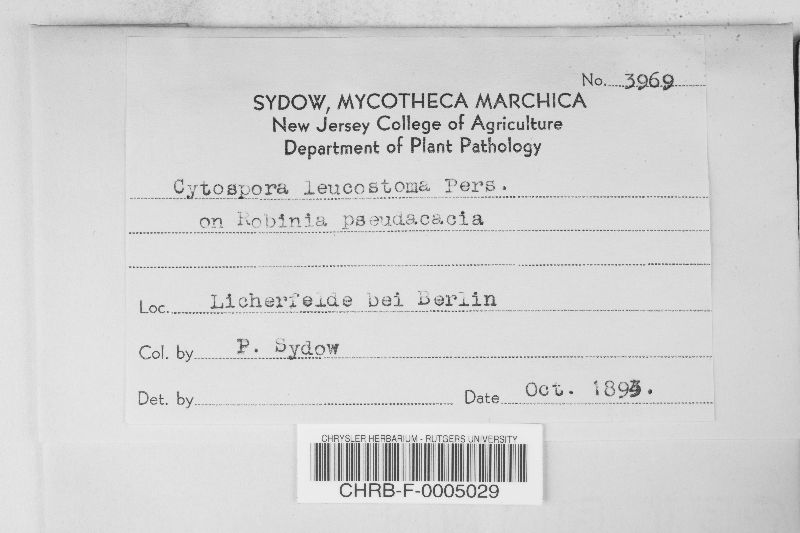 No. 3969
SYDOW, MYCOTHECA MARCHICA
New Jersey College of Agriculture
Department of Plant Pathology
Cytospora leucostoma Pers.
on Robinia pseudacacia
Loc. Licherfelde bei Berlin
Col. by P. Sydow
Det. by
Date Oct.
CHRYSLER HERBARIUM - RUTGERS UNIVERSITY
CHRB-F-0005029